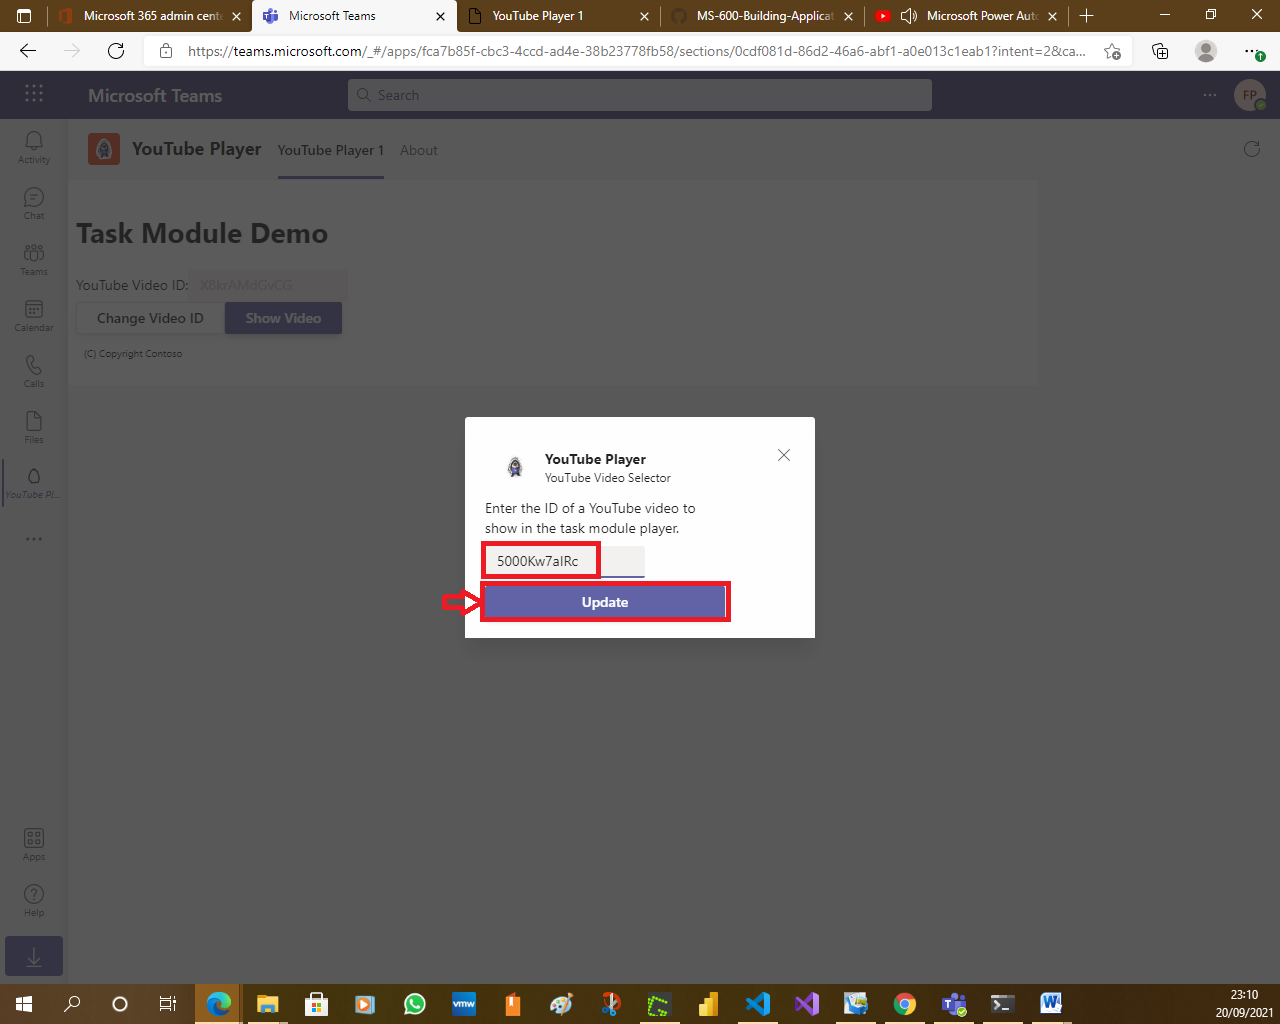 Microsoft 365 admin cente
Microsoft Teams
YouTube Player 1
MS-600-Building-Applicat
Microsoft Power Auto
https://teams.microsoft.com/_#/apps/fca7b85f-cbc3-4ccd-ad4e-38b23778fb58/sections/0cdf081d-86d2-46a6-abf1-a0e013c1eab1?intent=2&ca...
Microsoft Teams
Search
FP
YouTube Player
YouTube Player 1
About
Activity
Chat
Teams
Calendar
Calls
Files
YouTube Pl...
Task Module Demo
YouTube Video ID:
X8krAMdGvCG
Change Video ID
Show Video
(C) Copyright Contoso
YouTube Player
YouTube Video Selector
Enter the ID of a YouTube video to
show in the task module player.
5000Kw7aIRc
Update
Apps
Help
vmw
23:10
20/09/2021